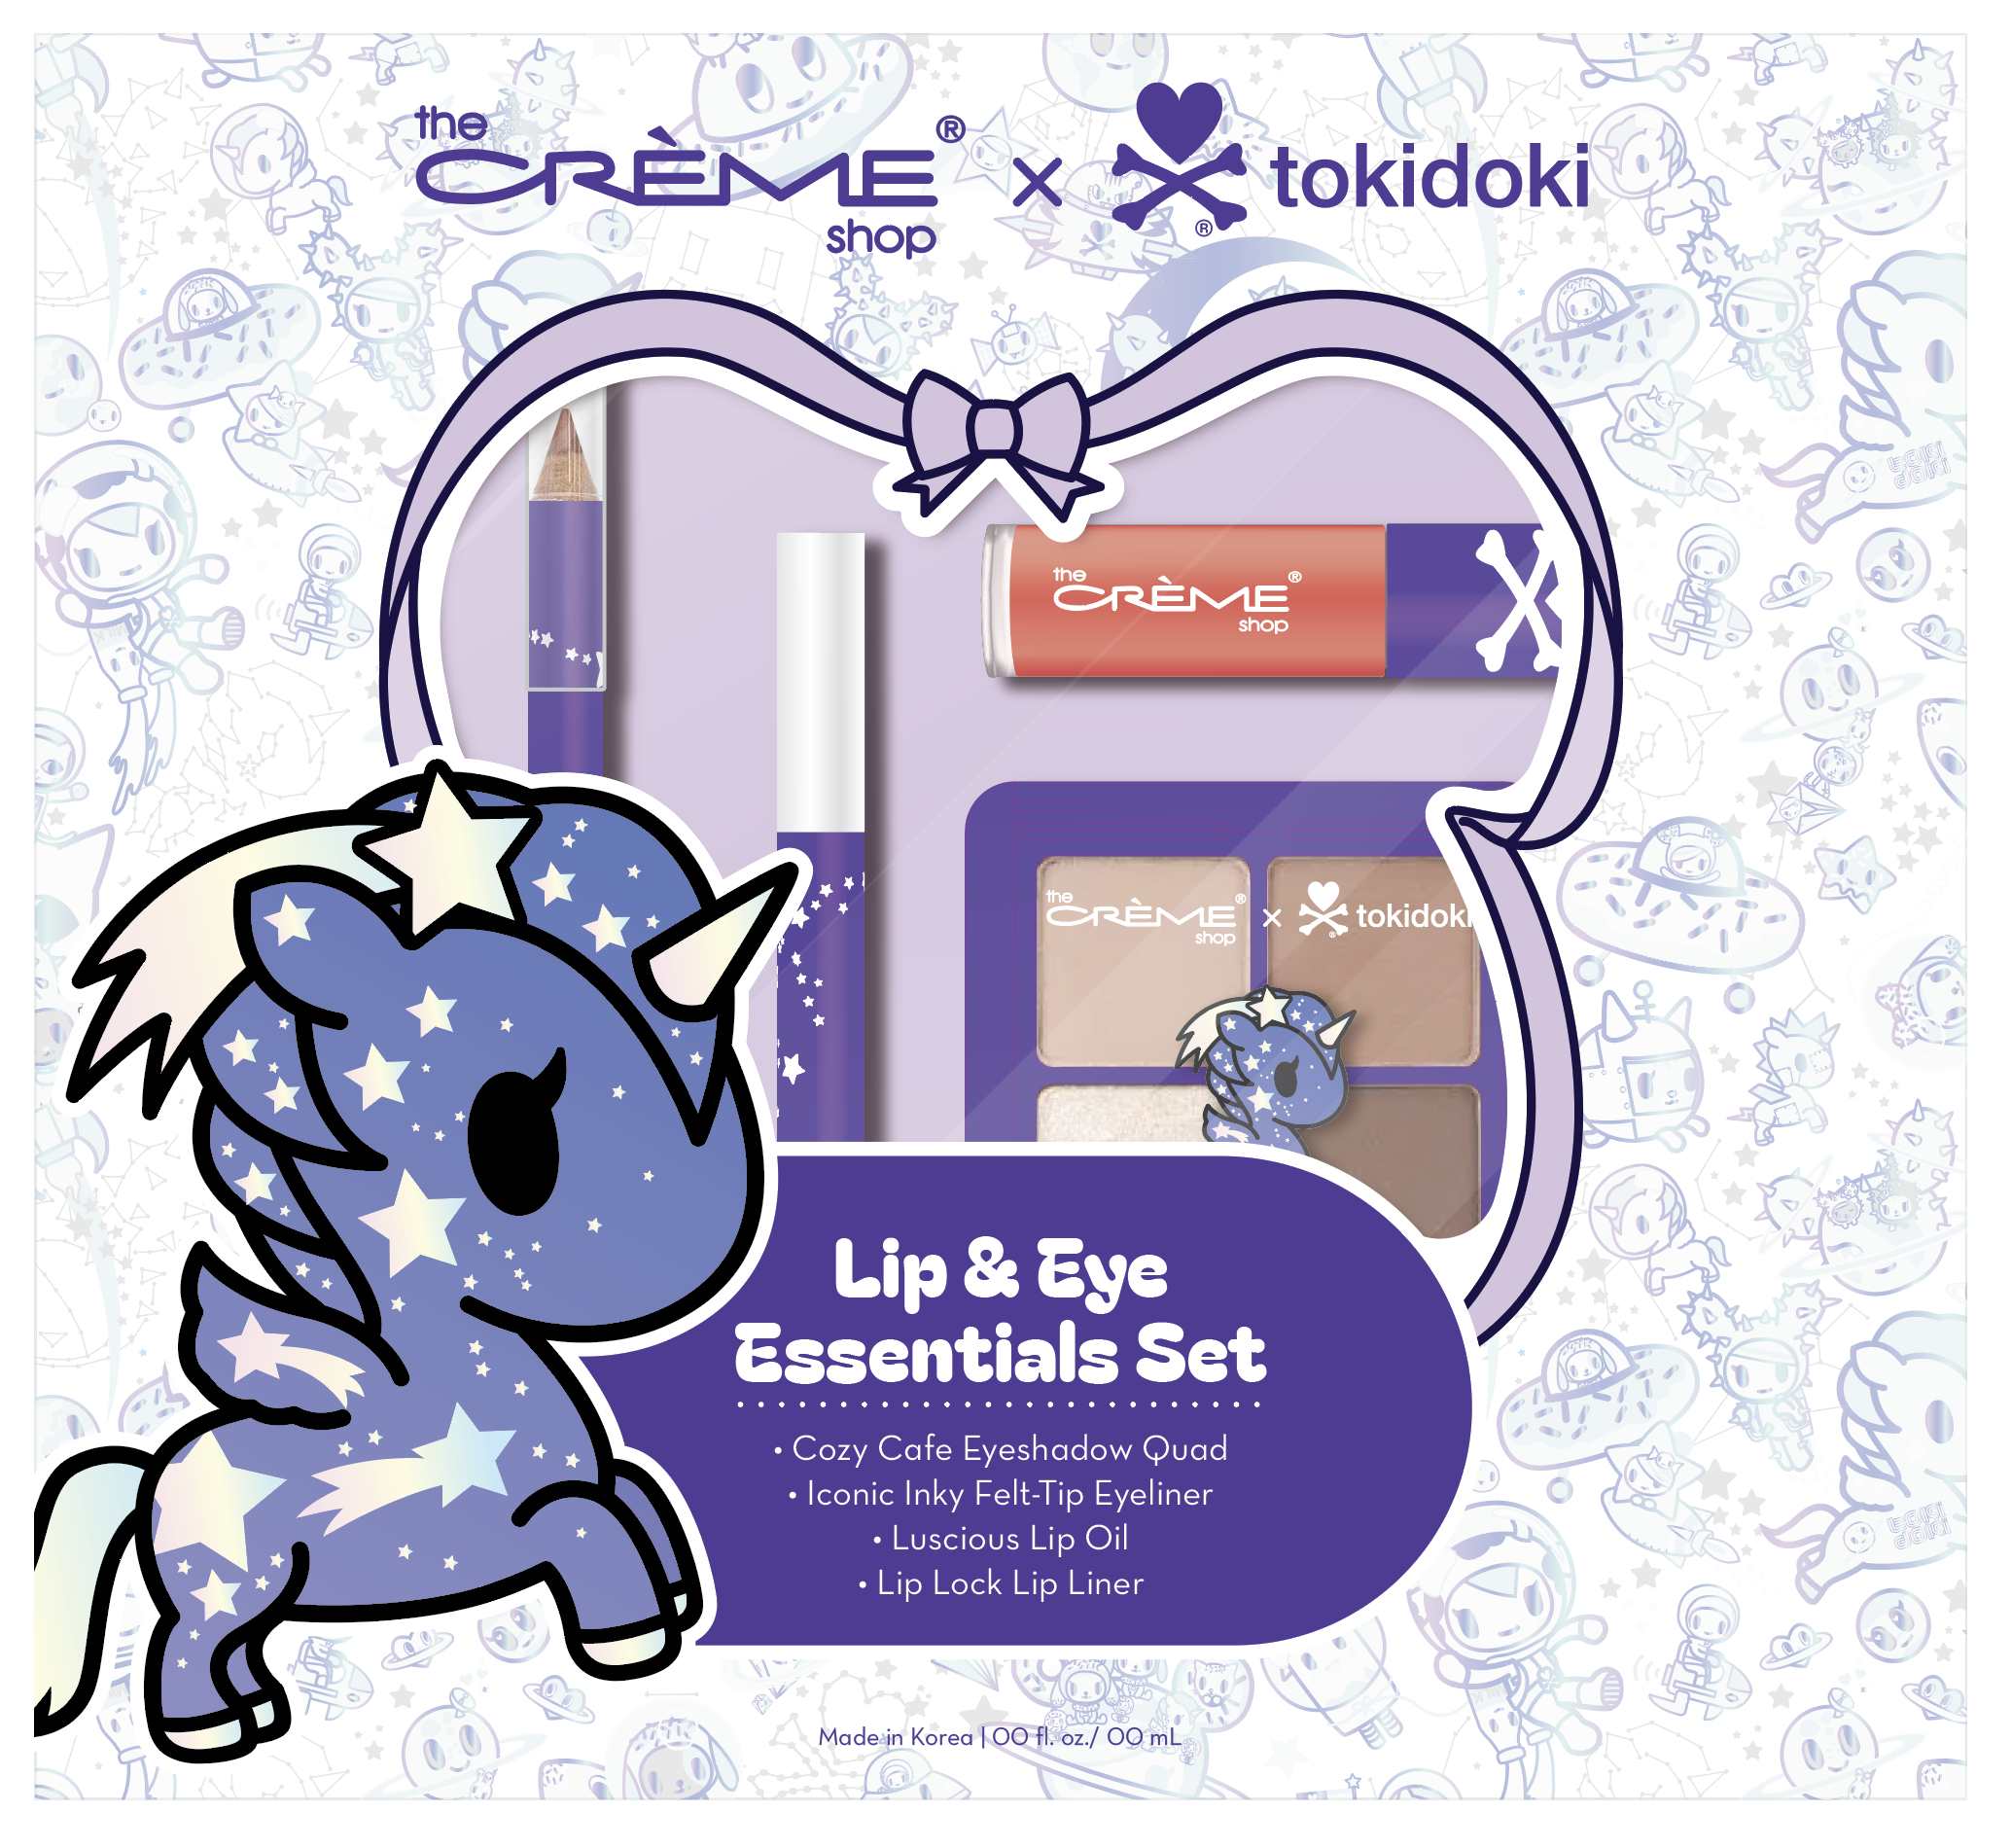 the
CRÈME®
shop
×
®
tokidoki
the
CRÈME®
shop
the
CRÈME®
shop
×
®
tokidoki
Lip & Eye
Essentials Set
• Cozy Cafe Eyeshadow Quad
• Iconic Inky Felt-Tip Eyeliner
• Luscious Lip Oil
• Lip Lock Lip Liner
Made in Korea | 00 fl. oz./ 00 mL